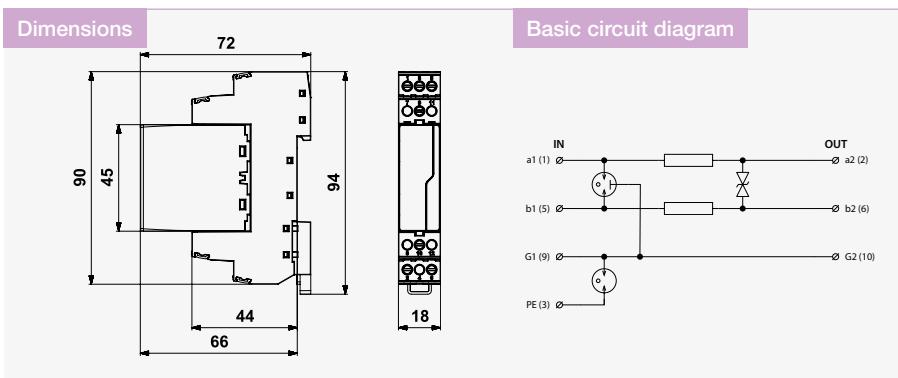 Dimensions
72
90
45
94
44
66
18
Basic circuit diagram
IN
OUT
a1 (1)
a2 (2)
b1 (5)
b2 (6)
G1 (9)
G2 (10)
PE (3)